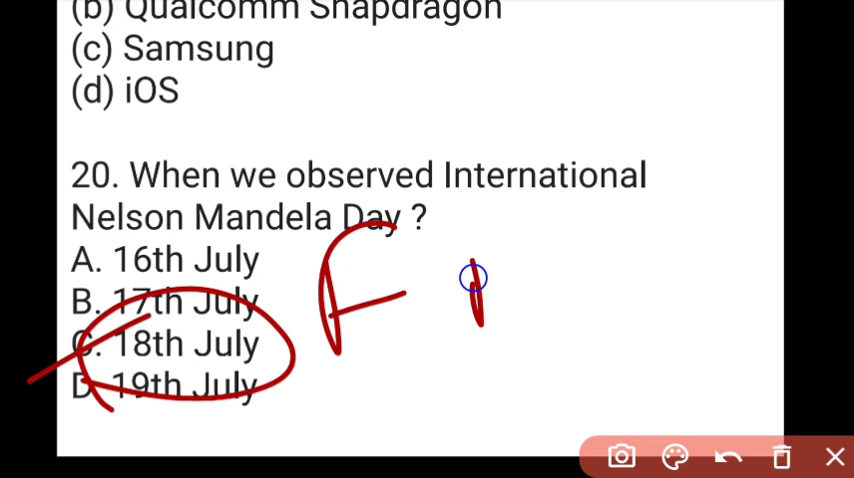 (b) Qualcomm Snapdragon
(c) Samsung
(d) iOS
20. When we observed International
Nelson Mandela Day ?
A. 16th July
B. 17th July
C. 18th July
D. 19th July
F